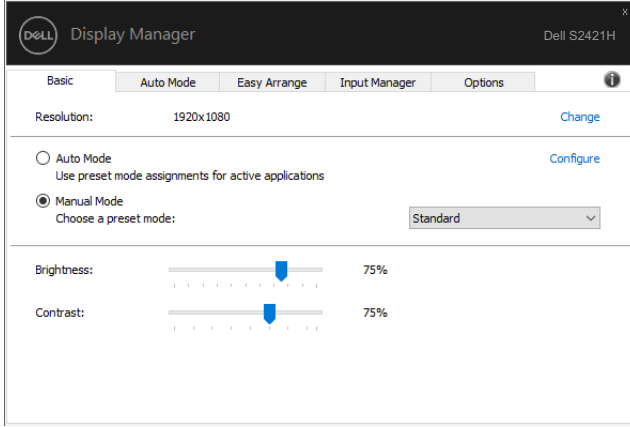 DELL Display Manager Dell S2421H x
Basic Auto Mode Easy Arrange Input Manager Options i
Resolution: 1920x1080 Change
Auto Mode Configure
Use preset mode assignments for active applications
Manual Mode
Choose a preset mode: Standard
Brightness: 75%
Contrast: 75%